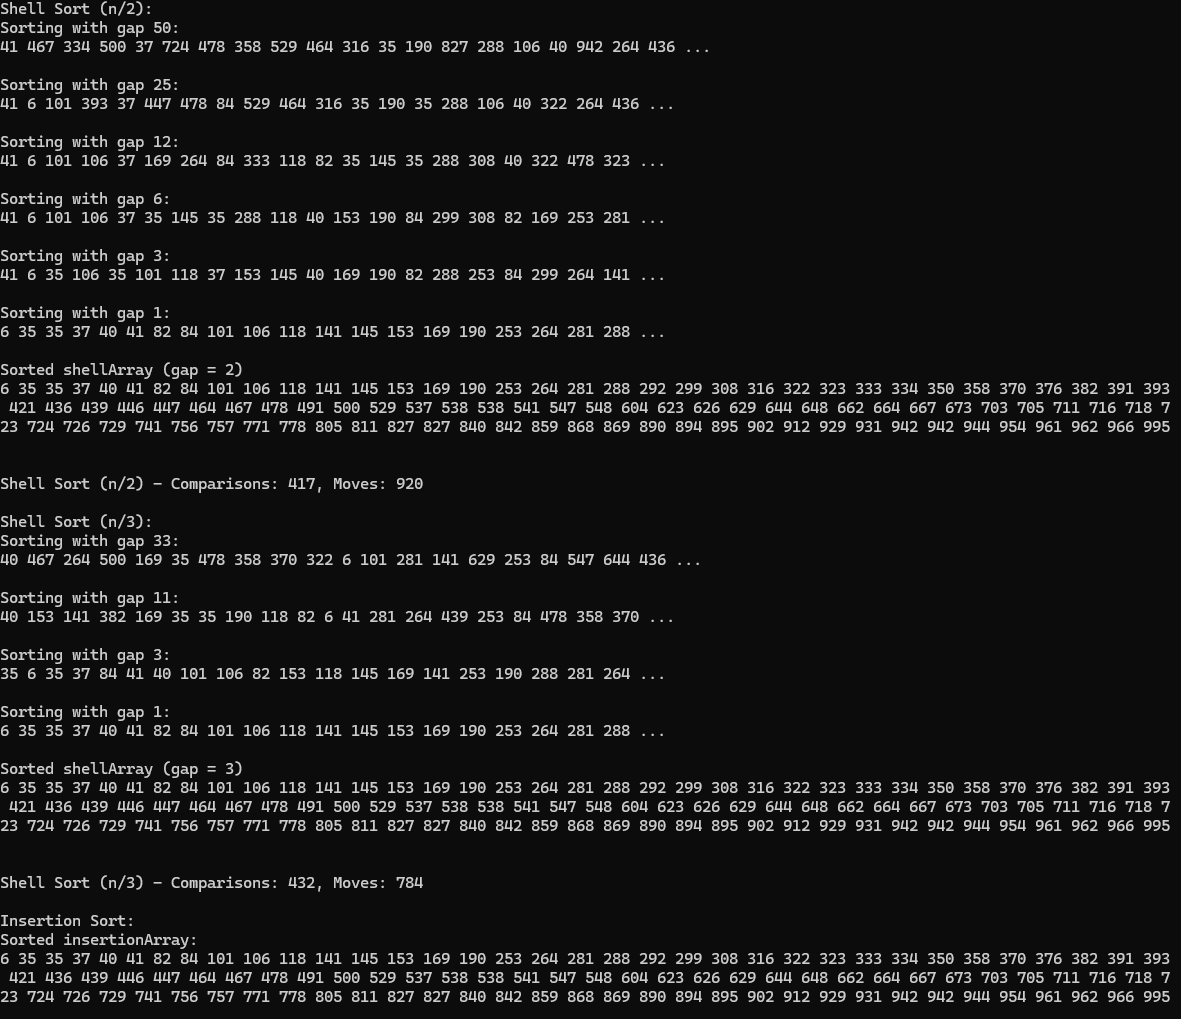 Shell Sort (n/2):
Sorting with gap 50:
41 467 334 500 37 724 478 358 529 464 316 35 190 827 288 106 40 942 264 436 ...
Sorting with gap 25:
41 6 101 393 37 447 478 84 529 464 316 35 190 35 288 106 40 322 264 436 ...
Sorting with gap 12:
41 6 101 106 37 169 264 84 333 118 82 35 145 35 288 308 40 322 478 323 ...
Sorting with gap 6:
41 6 101 106 37 35 145 35 288 118 40 153 190 84 299 308 82 169 253 281 ...
Sorting with gap 3:
41 6 35 106 35 101 118 37 153 145 40 169 190 82 288 253 84 299 264 141 ...
Sorting with gap 1:
6 35 35 37 40 41 82 84 101 106 118 141 145 153 169 190 253 264 281 288 ...
Sorted shellArray (gap = 2)
6 35 35 37 40 41 82 84 101 106 118 141 145 153 169 190 253 264 281 288 292 299 308 316 322 323 333 334 350 358 370 376 382 391 393
421 436 439 446 447 464 467 478 491 500 529 537 538 538 541 547 548 604 623 626 629 644 648 662 664 667 673 703 705 711 716 718 7
23 724 726 729 741 756 757 771 778 805 811 827 827 840 842 859 868 869 890 894 895 902 912 929 931 942 942 944 954 961 962 966 995
Shell Sort (n/2) - Comparisons: 417, Moves: 920
Shell Sort (n/3):
Sorting with gap 33:
40 467 264 500 169 35 478 358 370 322 6 101 281 141 629 253 84 547 644 436 ...
Sorting with gap 11:
40 153 141 382 169 35 35 190 118 82 6 41 281 264 439 253 84 478 358 370 ...
Sorting with gap 3:
35 6 35 37 84 41 40 101 106 82 153 118 145 169 141 253 190 288 281 264 ...
Sorting with gap 1:
6 35 35 37 40 41 82 84 101 106 118 141 145 153 169 190 253 264 281 288 ...
Sorted shellArray (gap = 3)
6 35 35 37 40 41 82 84 101 106 118 141 145 153 169 190 253 264 281 288 292 299 308 316 322 323 333 334 350 358 370 376 382 391 393
421 436 439 446 447 464 467 478 491 500 529 537 538 538 541 547 548 604 623 626 629 644 648 662 664 667 673 703 705 711 716 718 7
23 724 726 729 741 756 757 771 778 805 811 827 827 840 842 859 868 869 890 894 895 902 912 929 931 942 942 944 954 961 962 966 995
Shell Sort (n/3) - Comparisons: 432, Moves: 784
Insertion Sort:
Sorted insertionArray:
6 35 35 37 40 41 82 84 101 106 118 141 145 153 169 190 253 264 281 288 292 299 308 316 322 323 333 334 350 358 370 376 382 391 393
421 436 439 446 447 464 467 478 491 500 529 537 538 538 541 547 548 604 623 626 629 644 648 662 664 667 673 703 705 711 716 718 7
23 724 726 729 741 756 757 771 778 805 811 827 827 840 842 859 868 869 890 894 895 902 912 929 931 942 942 944 954 961 962 966 995